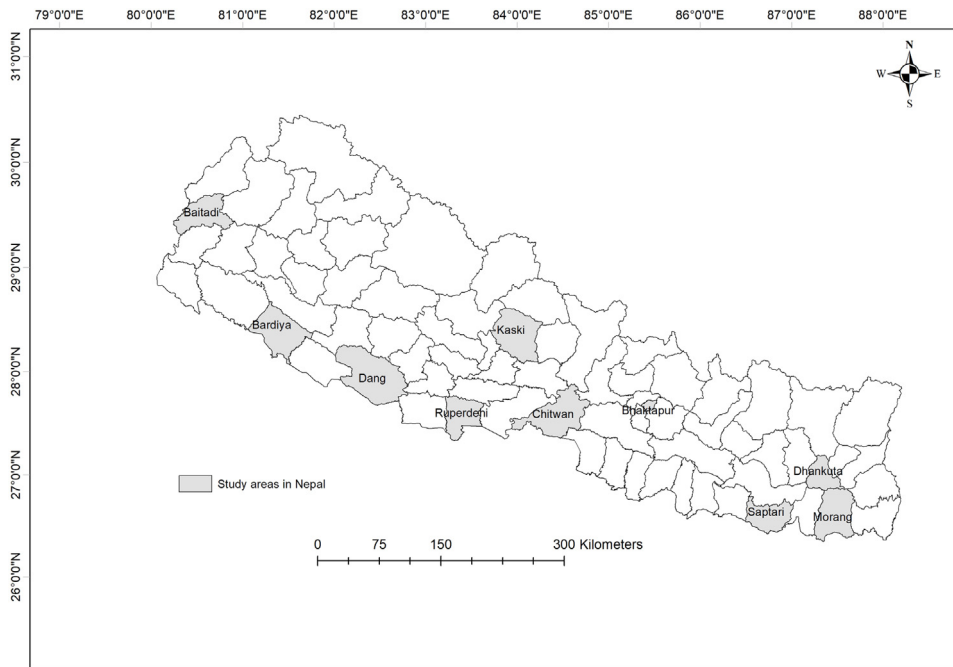 79°0'0"E 80°0'0"E 81°0'0"E 82°0'0"E 83°0'0"E 84°0'0"E 85°0'0"E 86°0'0"E 87°0'0"E 88°0'0"E
31°0'0"N
30°0'0"N
29°0'0"N
28°0'0"N
27°0'0"N
26°0'0"N
N
W E
S
Baitadi
Bardiya
Kaski
Dang
Ruperdehi
Chitwan
Bhaktapur
Dhankuta
Saptari
Morang
Study areas in Nepal
0 75 150 300 Kilometers